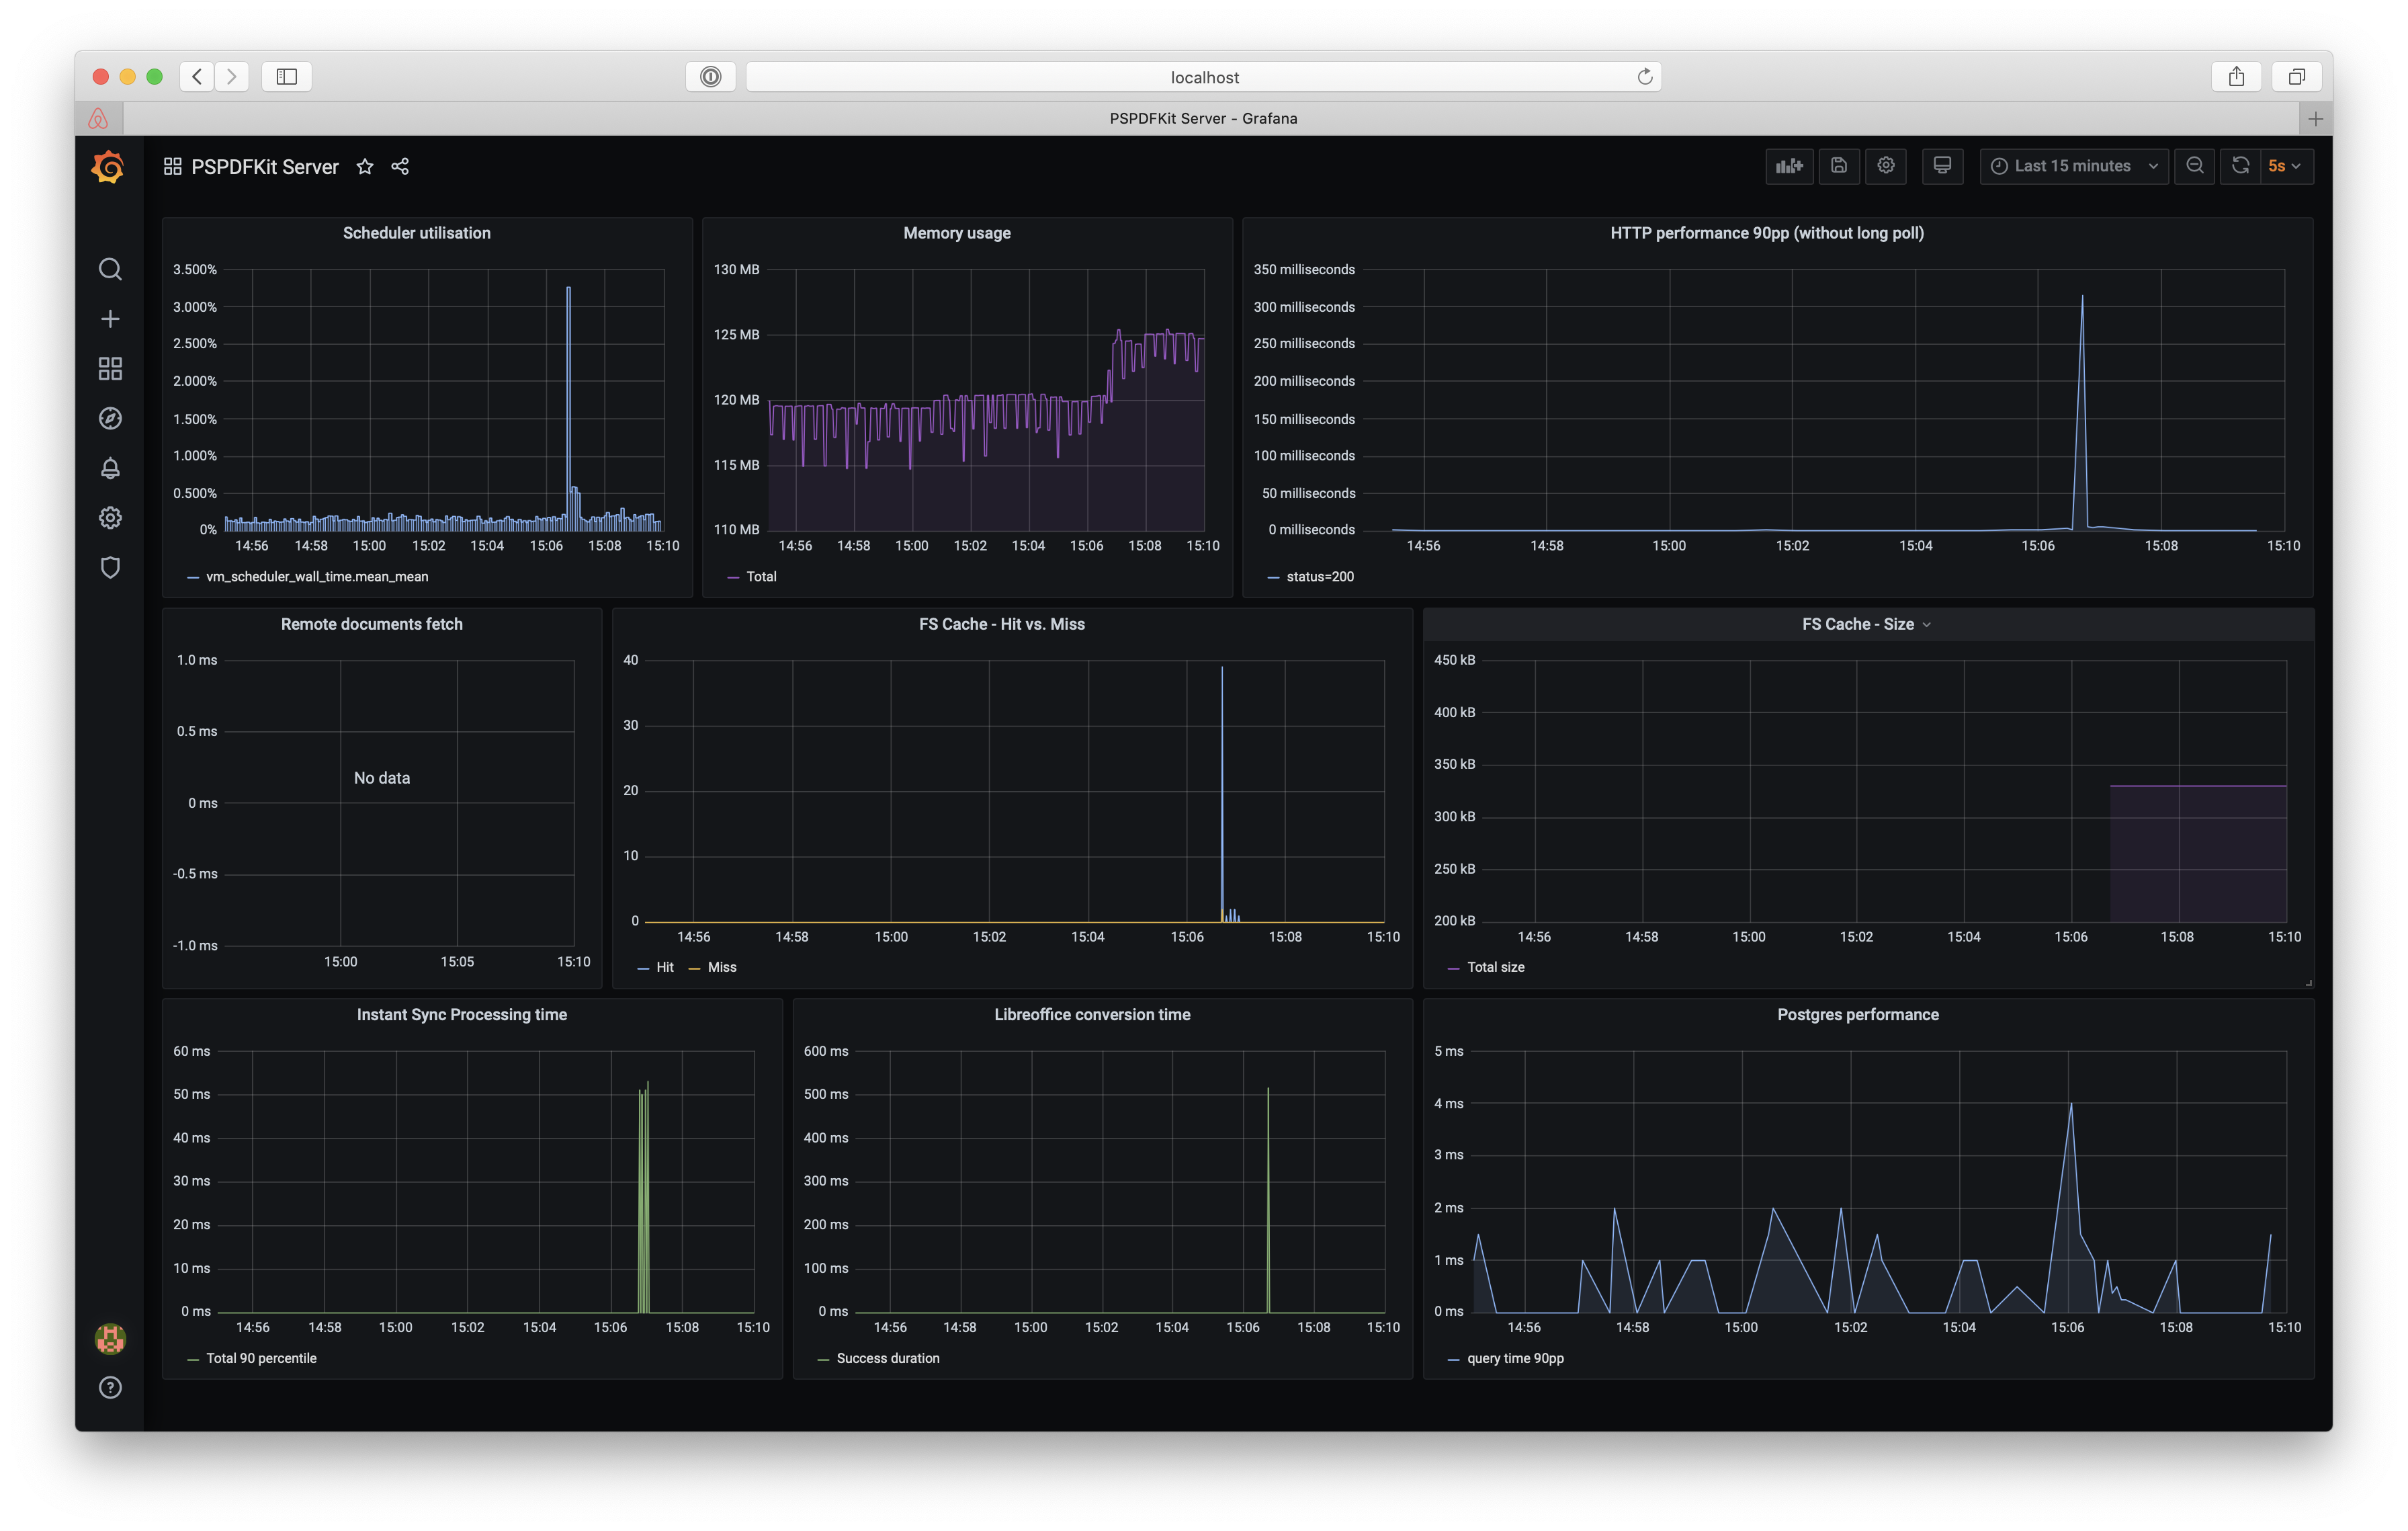 localhost
PSPDFKit Server - Grafana
PSPDFKit Server
Last 15 minutes
5s
Scheduler utilisation
3.500%
3.000%
2.500%
2.000%
1.500%
1.000%
0.500%
0%
14:56 14:58 15:00 15:02 15:04 15:06 15:08 15:10
vm_scheduler_wall_time.mean_mean
Memory usage
130 MB
125 MB
120 MB
115 MB
110 MB
14:56 14:58 15:00 15:02 15:04 15:06 15:08 15:10
Total
HTTP performance 90pp (without long poll)
350 milliseconds
300 milliseconds
250 milliseconds
200 milliseconds
150 milliseconds
100 milliseconds
50 milliseconds
0 milliseconds
14:56 14:58 15:00 15:02 15:04 15:06 15:08 15:10
status=200
Remote documents fetch
1.0 ms
0.5 ms
0 ms
-0.5 ms
-1.0 ms
No data
15:00 15:05 15:10
FS Cache - Hit vs. Miss
40
30
20
10
0
14:56 14:58 15:00 15:02 15:04 15:06 15:08 15:10
Hit Miss
FS Cache - Size
450 kB
400 kB
350 kB
300 kB
250 kB
200 kB
14:56 14:58 15:00 15:02 15:04 15:06 15:08 15:10
Total size
Instant Sync Processing time
60 ms
50 ms
40 ms
30 ms
20 ms
10 ms
0 ms
14:56 14:58 15:00 15:02 15:04 15:06 15:08 15:10
Total 90 percentile
Libreoffice conversion time
600 ms
500 ms
400 ms
300 ms
200 ms
100 ms
0 ms
14:56 14:58 15:00 15:02 15:04 15:06 15:08 15:10
Success duration
Postgres performance
5 ms
4 ms
3 ms
2 ms
1 ms
0 ms
14:56 14:58 15:00 15:02 15:04 15:06 15:08 15:10
query time 90pp